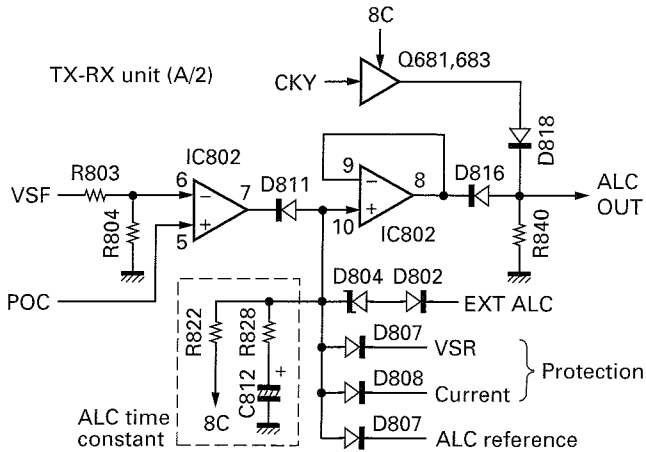 8C
TX-RX unit (A/2)
Q681,683
CKY
D818
IC802
R803
VSF
6
−
7
D811
9
−
8
D816
ALC
OUT
R804
+
5
10
+
IC802
R840
POC
D804
D802
EXT ALC
R822
R828
D807
VSR
C812
+
D808
Current
Protection
8C
ALC time
constant
D807
ALC reference